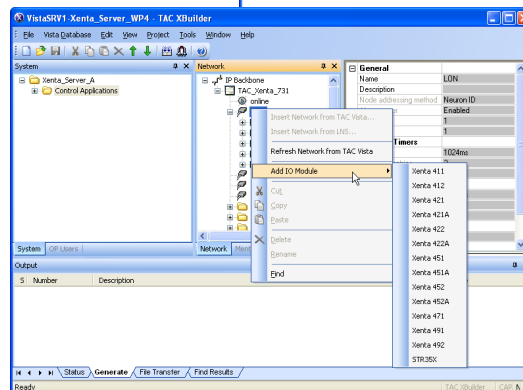 VistaSRV1-Xenta_Server_WP4 - TAC XBuilder
File Vista Database Edit View Project Tools Window Help
System
Network
Xenta_Server_A
Control Applications
IP Backbone
TAC_Xenta_731
online
General
Name LON
Description
Node addressing method Neuron ID
Enabled
1
1
Timers
1024ms
Insert Network from TAC Vista...
Insert Network from LNS...
Refresh Network from TAC Vista
Add IO Module
Cut
Copy
Paste
Delete
Rename
Find
Xenta 411
Xenta 412
Xenta 421
Xenta 421A
Xenta 422
Xenta 422A
Xenta 451
Xenta 451A
Xenta 452
Xenta 452A
Xenta 471
Xenta 491
Xenta 492
STR35X
System OP Users
Network
Output
S Number Description
Status Generate File Transfer Find Results
Ready
TAC XBuilder CAP